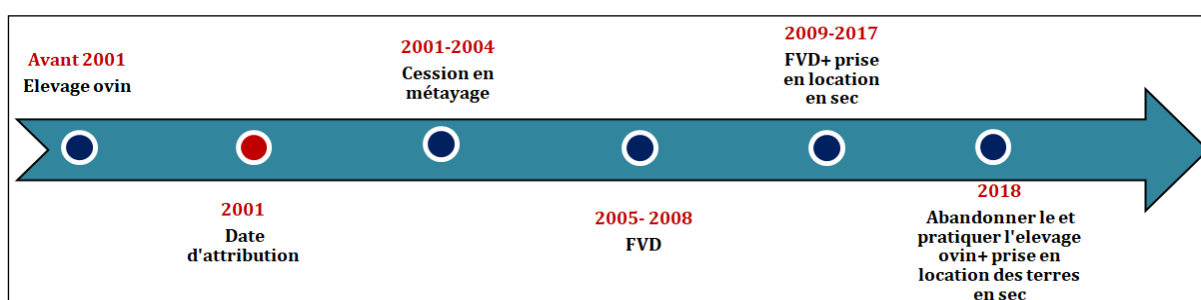 Avant 2001
Elevage ovin
2001
Date
d'attribution
2001-2004
Cession en
métayage
2005- 2008
FVD
2009-2017
FVD+ prise
en location
en sec
2018
Abandonner le et
pratiquer l'elevage
ovin+ prise en
location des terres
en sec